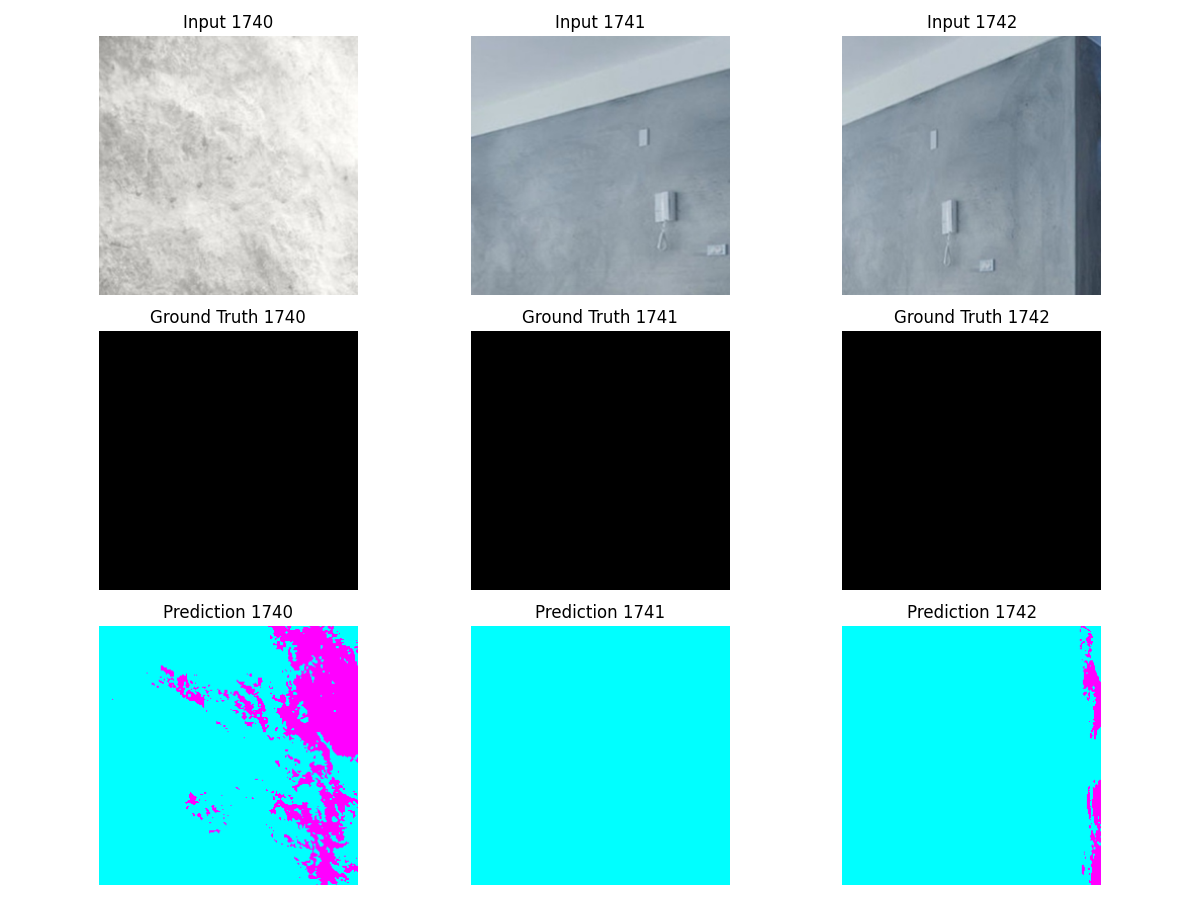 Input 1740
Input 1741
Input 1742
Ground Truth 1740
Ground Truth 1741
Ground Truth 1742
Prediction 1740
Prediction 1741
Prediction 1742